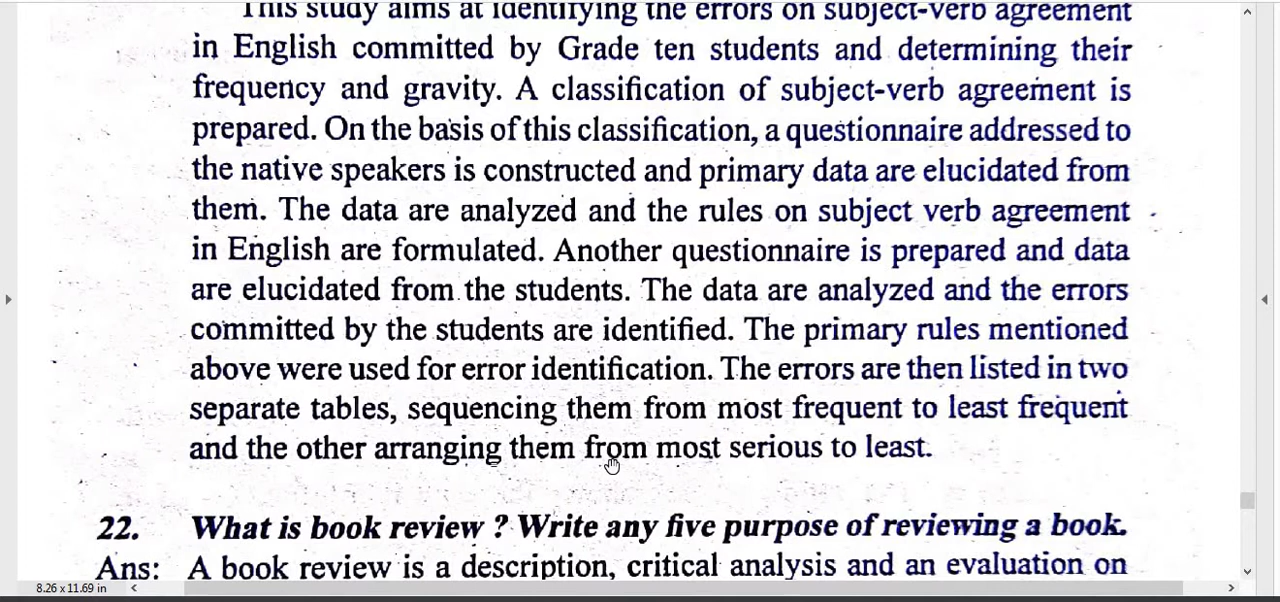 This study aims at identifying the errors on subject-verb agreement
in English committed by Grade ten students and determining their
frequency and gravity. A classification of subject-verb agreement is
prepared. On the basis of this classification, a questionnaire addressed to
the native speakers is constructed and primary data are elucidated from
them. The data are analyzed and the rules on subject verb agreement
in English are formulated. Another questionnaire is prepared and data
are elucidated from the students. The data are analyzed and the errors
committed by the students are identified. The primary rules mentioned
above were used for error identification. The errors are then listed in two
separate tables, sequencing them from most frequent to least frequent
and the other arranging them from most serious to least.
22. What is book review ? Write any five purpose of reviewing a book.
Ans: A book review is a description, critical analysis and an evaluation on
8.26 x 11.69 in